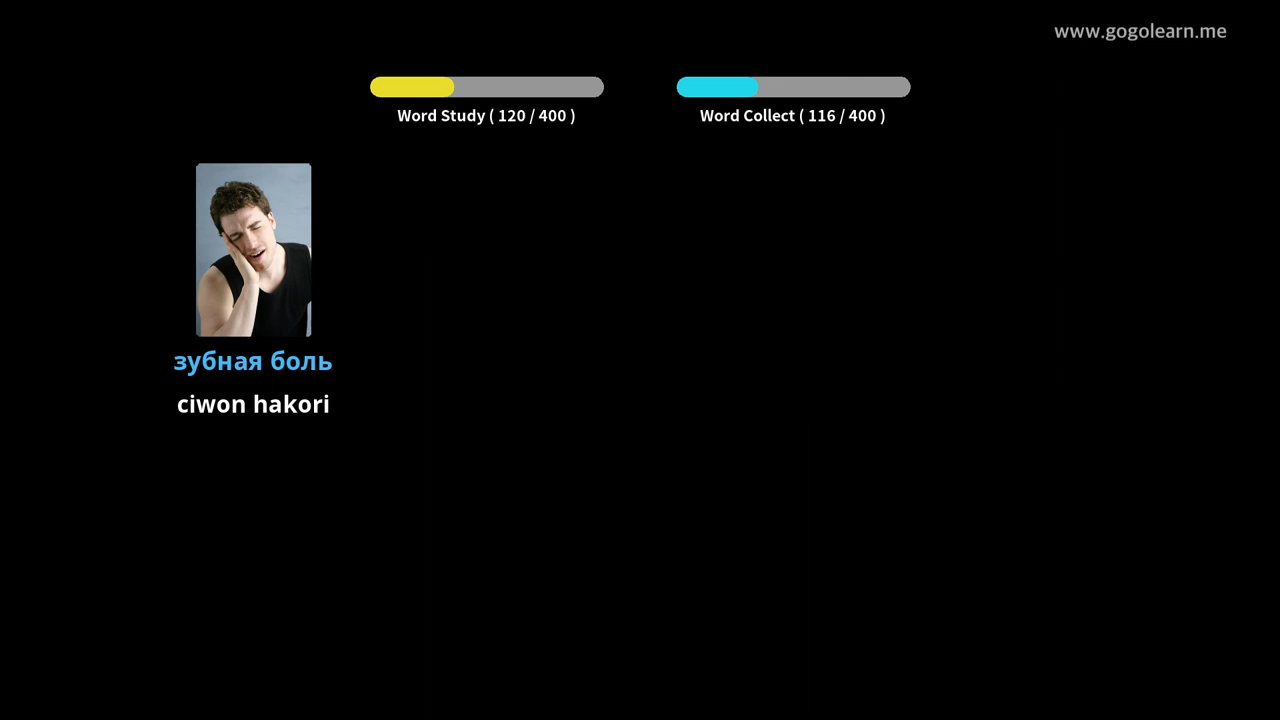 www.gogolearn.me
Word Study ( 120 / 400 )
Word Collect ( 116 / 400 )
зубная боль
ciwon hakori